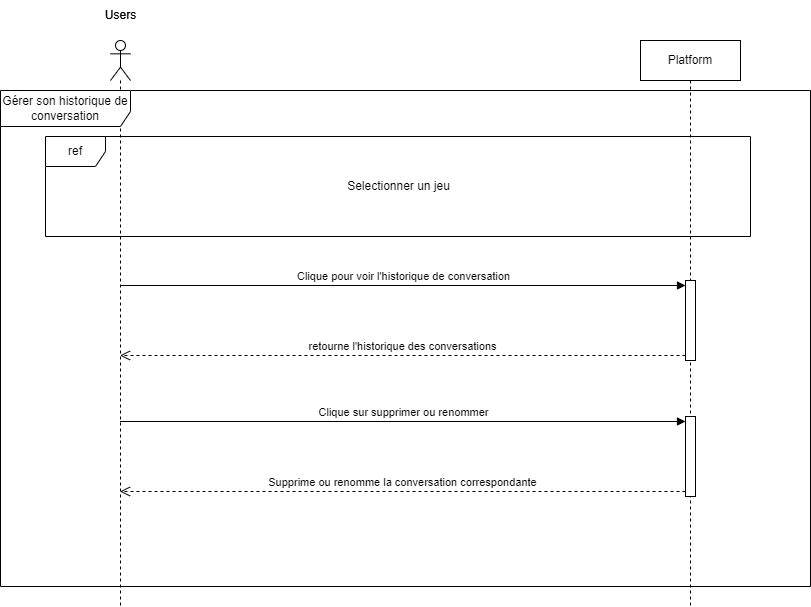 Users
Platform
Gérer son historique de
conversation
ref
Selectionner un jeu
Clique pour voir l'historique de conversation
retourne l'historique des conversations
Clique sur supprimer ou renommer
Supprime ou renomme la conversation correspondante